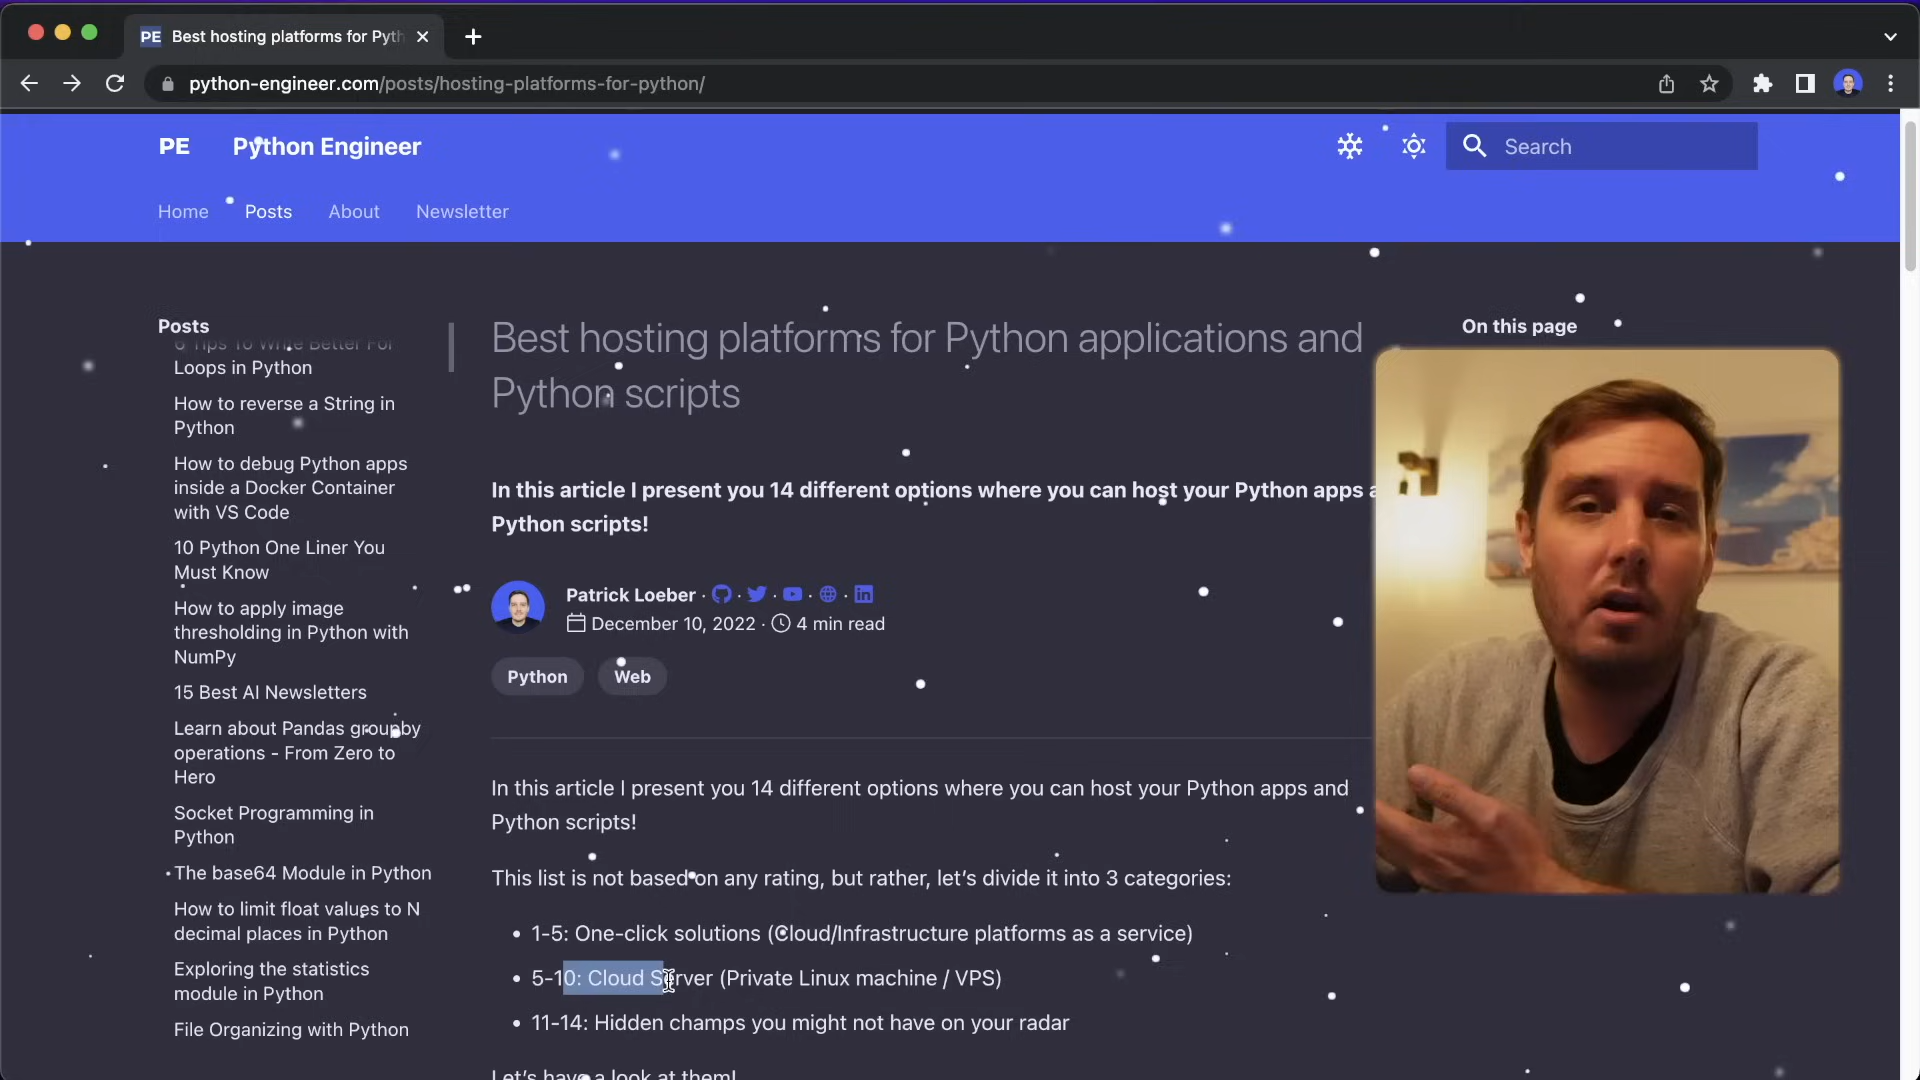 PE Best hosting platforms for Pyth
python-engineer.com/posts/hosting-platforms-for-python/
PE Python Engineer
Search
Home Posts About Newsletter
Posts
6 Tips To Write Better For
Loops in Python
How to reverse a String in
Python
How to debug Python apps
inside a Docker Container
with VS Code
10 Python One Liner You
Must Know
How to apply image
thresholding in Python with
NumPy
15 Best AI Newsletters
Learn about Pandas groupby
operations - From Zero to
Hero
Socket Programming in
Python
The base64 Module in Python
How to limit float values to N
decimal places in Python
Exploring the statistics
module in Python
File Organizing with Python
Best hosting platforms for Python applications and
Python scripts
In this article I present you 14 different options where you can host your Python apps a
Python scripts!
Patrick Loeber · · · · ·
December 10, 2022 · 4 min read
Python Web
In this article I present you 14 different options where you can host your Python apps and
Python scripts!
This list is not based on any rating, but rather, let's divide it into 3 categories:
• 1-5: One-click solutions (Cloud/Infrastructure platforms as a service)
• 5-10: Cloud Server (Private Linux machine / VPS)
• 11-14: Hidden champs you might not have on your radar
Let's have a look at them!
On this page